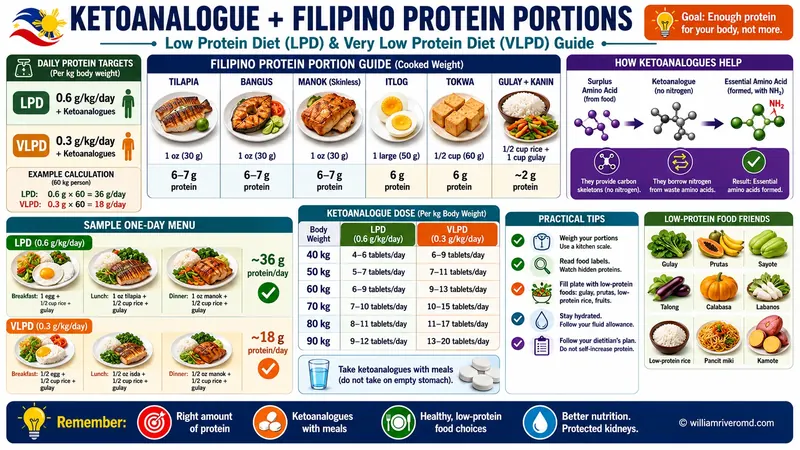 KETOANALOGUE + FILIPINO PROTEIN PORTIONS
Low Protein Diet (LPD) & Very Low Protein Diet (VLPD) Guide
Goal: Enough protein
for your body, not more.
DAILY PROTEIN TARGETS
(Per kg body weight)
LPD
0.6 g/kg/day
+ Ketoanalogues
VLPD
0.3 g/kg/day
+ Ketoanalogues
EXAMPLE CALCULATION
(60 kg person)
LPD: 0.6 g × 60 = 36 g/day
VLPD: 0.3 g × 60 = 18 g/day
FILIPINO PROTEIN PORTION GUIDE (Cooked Weight)
TILAPIA
1 oz (30 g)
6–7 g
protein
BANGUS
1 oz (30 g)
6–7 g
protein
MANOK (Skinless)
1 oz (30 g)
6–7 g
protein
ITLOG
1 large (50 g)
6 g
protein
TOKWA
1/2 cup (60 g)
6 g
protein
GULAY + KANIN
1/2 cup rice +
1 cup gulay
~2 g
protein
HOW KETOANALOGUES HELP
Surplus
Amino Acid
(from food)
Ketoanalogue
(no nitrogen)
Essential Amino Acid
(formed, with NH₂)
NH₂
They provide carbon
skeletons (no nitrogen).
They borrow nitrogen
from waste amino acids.
Result: Essential
amino acids formed.
SAMPLE ONE-DAY MENU
LPD (0.6 g/kg/day)
Breakfast: 1 egg +
1/2 cup rice +
gulay
Lunch: 1 oz tilapia +
1/2 cup rice +
gulay
Dinner: 1 oz manok +
1/2 cup rice +
gulay
~36 g
protein/day
VLPD (0.3 g/kg/day)
Breakfast: 1/2 egg +
1/2 cup rice +
gulay
Lunch: 1/2 oz isda +
1/2 cup rice +
gulay
Dinner: 1/2 oz manok +
1/2 cup rice +
gulay
~18 g
protein/day
KETOANALOGUE DOSE (Per kg Body Weight)
Body
Weight
LPD
(0.6 g/kg/day)
VLPD
(0.3 g/kg/day)
40 kg 4–6 tablets/day 6–9 tablets/day
50 kg 5–7 tablets/day 7–11 tablets/day
60 kg 6–9 tablets/day 9–13 tablets/day
70 kg 7–10 tablets/day 10–15 tablets/day
80 kg 8–11 tablets/day 11–17 tablets/day
90 kg 9–12 tablets/day 13–20 tablets/day
Take ketoanalogues with meals
(do not take on empty stomach).
PRACTICAL TIPS
Weigh your portions
Use a kitchen scale.
Read food labels.
Watch hidden proteins.
Fill plate with low-protein
foods: gulay, prutas, low-
protein rice, fruits.
Stay hydrated.
Follow your fluid allowance.
Follow your dietitian's plan.
Do not self-increase protein.
LOW-PROTEIN FOOD FRIENDS
Gulay
Prutas
Sayote
Talong
Calabasa
Labanos
Low-protein rice
Pancit miki
Kamote
Remember:
Right amount
of protein
Ketoanalogues
with meals
Healthy, low-protein
food choices
Better nutrition.
Protected kidneys.
© williamriveromd.com